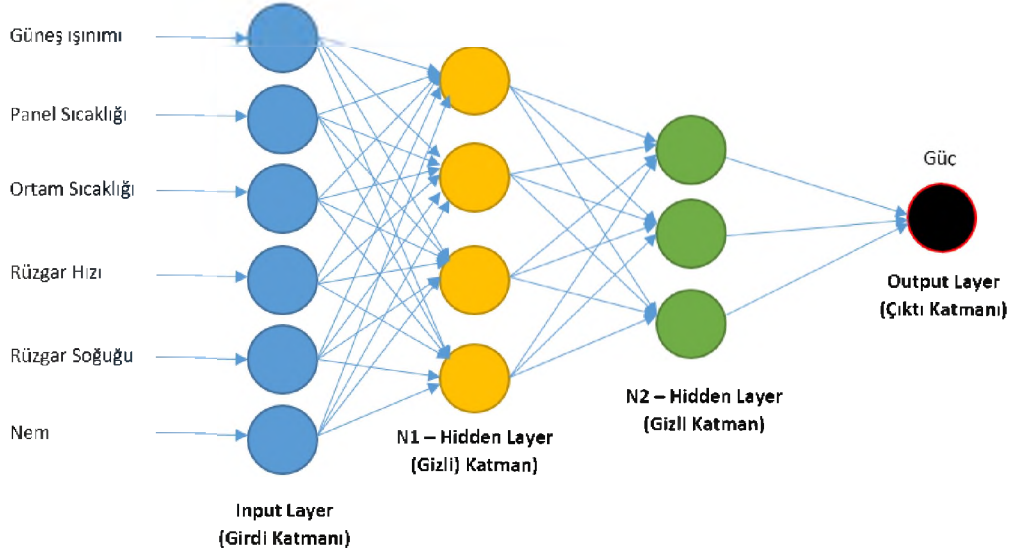 Güneş ışınımı
Panel Sıcaklığı
Ortam Sıcaklığı
Rüzgar Hızı
Rüzgar Soğuğu
Nem
Input Layer
(Girdi Katmanı)
N1 – Hidden Layer
(Gizli) Katman)
N2 – Hidden Layer
(Gizli Katman)
Güç
Output Layer
(Çıktı Katmanı)